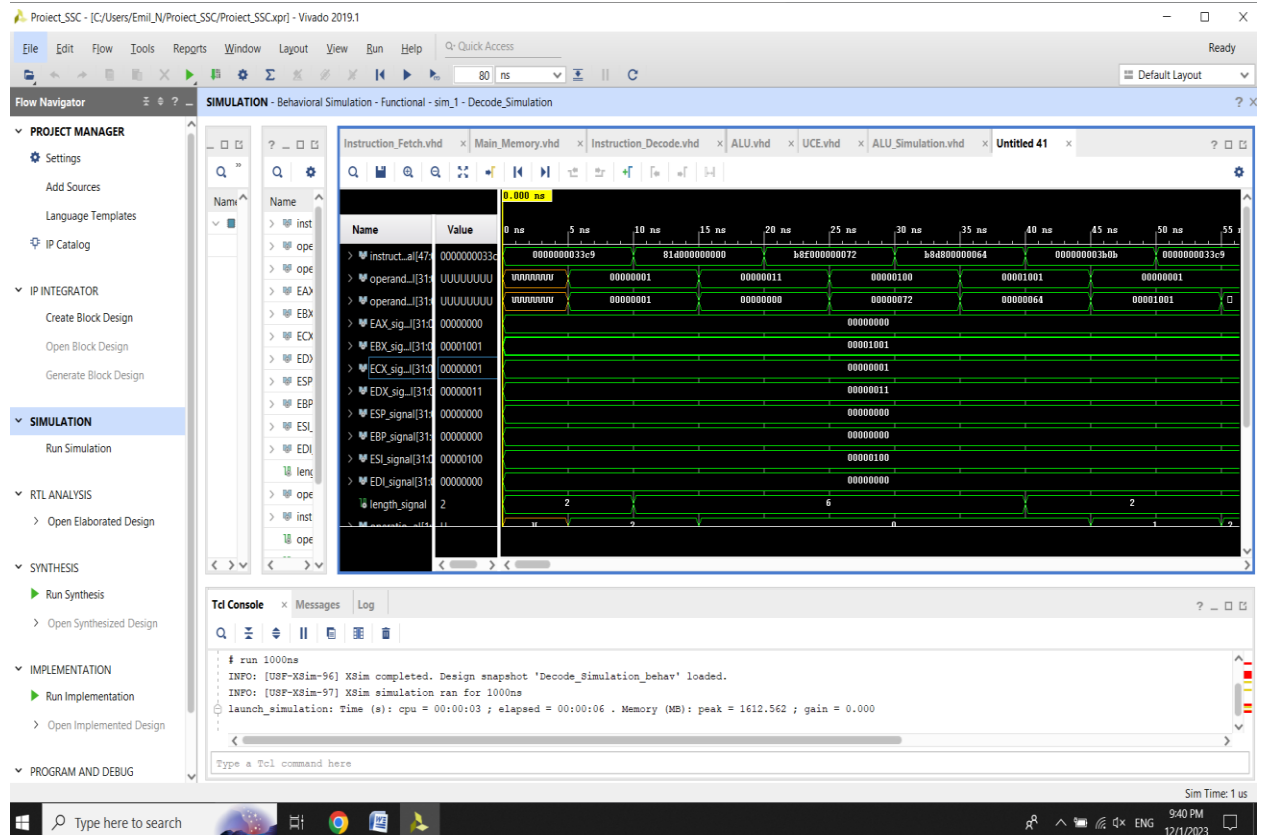 Proiect_SSC - [C:/Users/Emil_N/Proiect_SSC/Proiect_SSC.xpr] - Vivado 2019.1
File Edit Flow Tools Reports Window Layout View Run Help Q- Quick Access Ready
80 ns Default Layout
Flow Navigator
SIMULATION - Behavioral Simulation - Functional - sim_1 - Decode_Simulation
PROJECT MANAGER
Settings
Add Sources
Language Templates
IP Catalog
IP INTEGRATOR
Create Block Design
Open Block Design
Generate Block Design
SIMULATION
Run Simulation
RTL ANALYSIS
Open Elaborated Design
SYNTHESIS
Run Synthesis
Open Synthesized Design
IMPLEMENTATION
Run Implementation
Open Implemented Design
PROGRAM AND DEBUG
Name
Name
inst
ope
ope
EAX
EBX
ECX
EDX
ESP
EBP
ESI_
EDI_
leng
ope
inst
ope
Instruction_Fetch.vhd Main_Memory.vhd Instruction_Decode.vhd ALU.vhd UCE.vhd ALU_Simulation.vhd Untitled 41
0.000 ns
Name Value 0 ns 5 ns 10 ns 15 ns 20 ns 25 ns 30 ns 35 ns 40 ns 45 ns 50 ns 55
instruct...al[47: 0000000033c 0000000033c9 81d000000000 b8f000000072 b8d800000064 000000003b0b 0000000033c9
operand...l[31: UUUUUUUU UUUUUUUU 00000001 00000011 00000100 00001001 00000001
operand...l[31: UUUUUUUU UUUUUUUU 00000001 00000000 00000072 00000064 00001001
EAX_sig...l[31:0 00000000 00000000
EBX_sig...l[31:0 00001001 00001001
ECX_sig...l[31:0 00000001 00000001
EDX_sig...l[31:0 00000011 00000011
ESP_signal[31: 00000000 00000000
EBP_signal[31: 00000000 00000000
ESI_signal[31:0 00000100 00000100
EDI_signal[31:0 00000000 00000000
length_signal 2 2 6 2
Tcl Console Messages Log
# run 1000ns
INFO: [USF-XSim-96] XSim completed. Design snapshot 'Decode_Simulation_behav' loaded.
INFO: [USF-XSim-97] XSim simulation ran for 1000ns
launch_simulation: Time (s): cpu = 00:00:03 ; elapsed = 00:00:06 . Memory (MB): peak = 1612.562 ; gain = 0.000
Type a Tcl command here
Sim Time: 1 us
Type here to search ENG 9:40 PM
12/1/2023